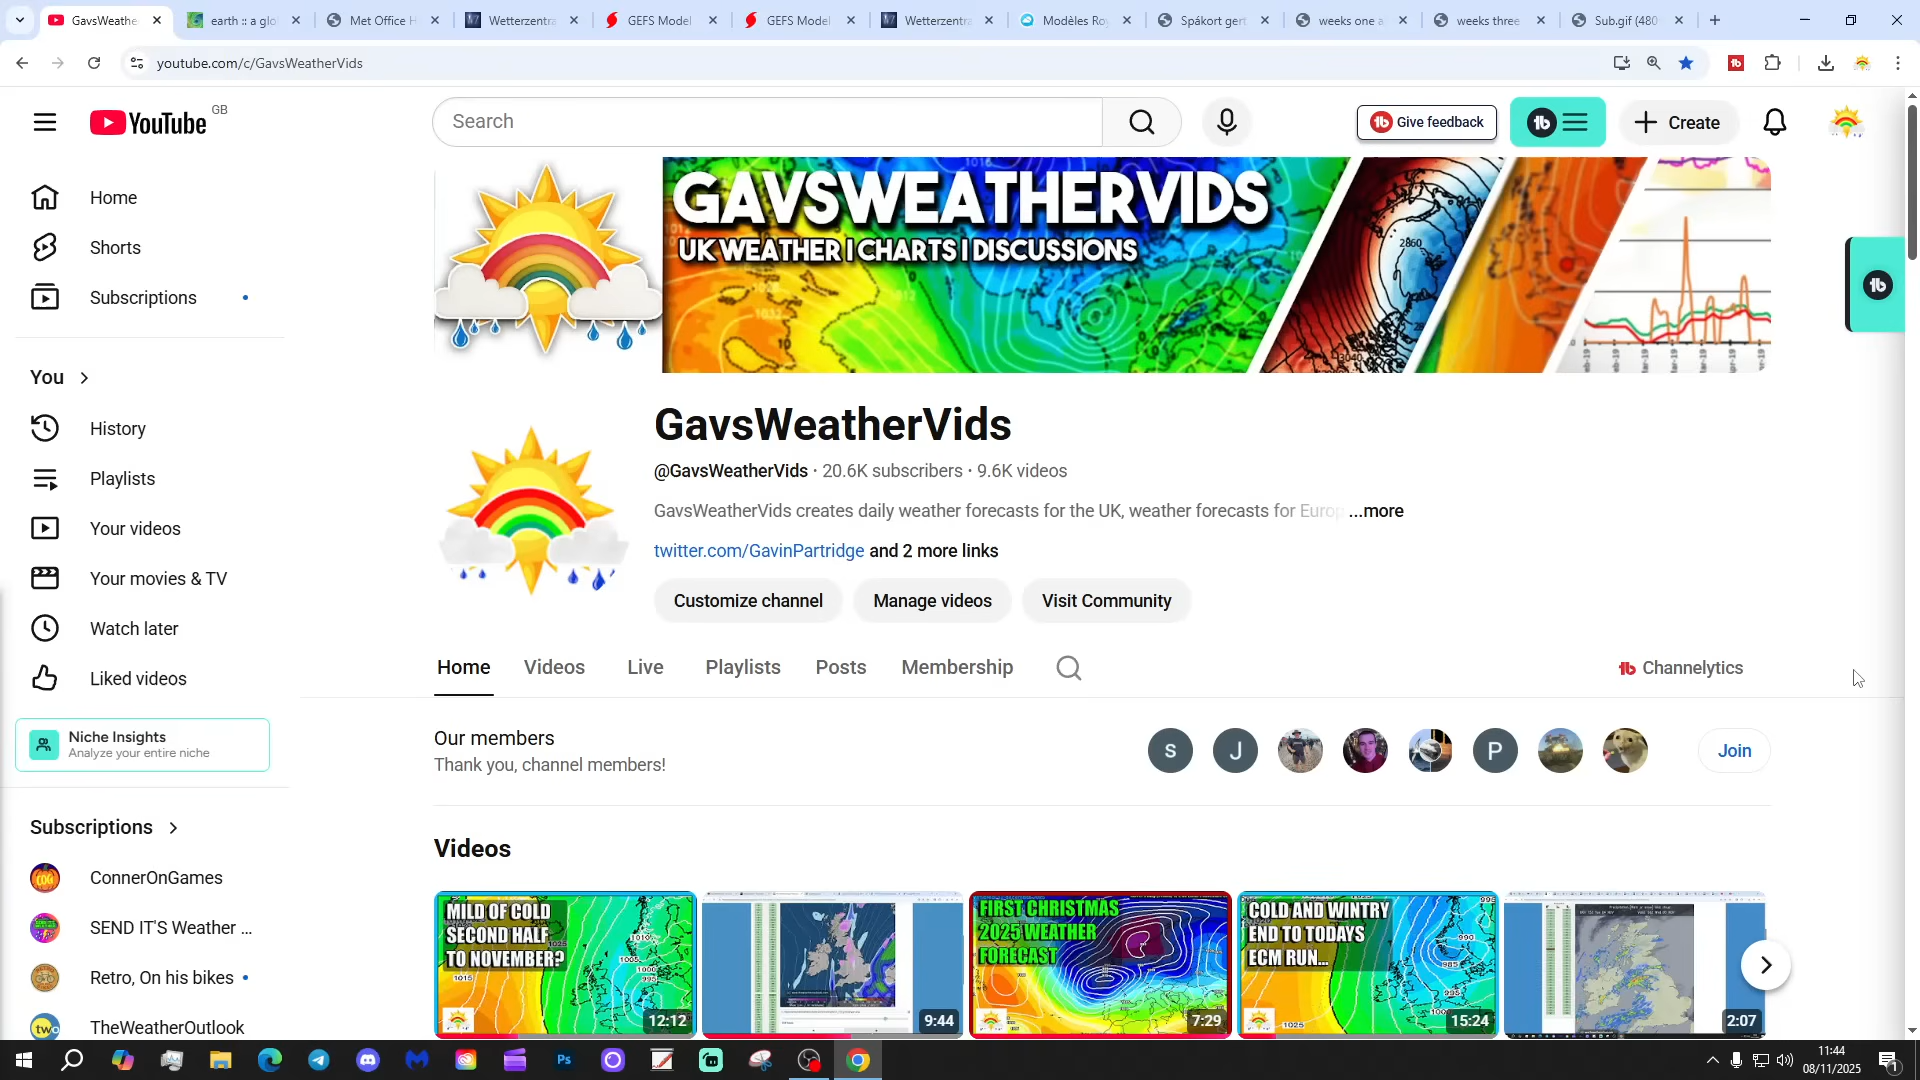 GavsWeathe
earth :: a glo
Met Office H
Wetterzentra
GEFS Model
GEFS Model
Wetterzentra
Modèles Roy
Spákort gert
weeks one a
weeks three
Sub.gif (480
youtube.com/c/GavsWeatherVids
YouTube GB
Search
Give feedback
Create
Home
Shorts
Subscriptions
You
History
Playlists
Your videos
Your movies & TV
Watch later
Liked videos
Niche Insights
Analyze your entire niche
Subscriptions
ConnerOnGames
SEND IT'S Weather ...
Retro, On his bikes
TheWeatherOutlook
GAVSWEATHERVIDS
UK WEATHER | CHARTS | DISCUSSIONS
GavsWeatherVids
@GavsWeatherVids · 20.6K subscribers · 9.6K videos
GavsWeatherVids creates daily weather forecasts for the UK, weather forecasts for Europ ...more
twitter.com/GavinPartridge and 2 more links
Customize channel
Manage videos
Visit Community
Home
Videos
Live
Playlists
Posts
Membership
Channelytics
Our members
Thank you, channel members!
S
J
P
Join
Videos
MILD OF COLD
SECOND HALF
TO NOVEMBER?
12:12
9:44
FIRST CHRISTMAS
2025 WEATHER
FORECAST
7:29
COLD AND WINTRY
END TO TODAYS
ECM RUN...
15:24
2:07
11:44
08/11/2025